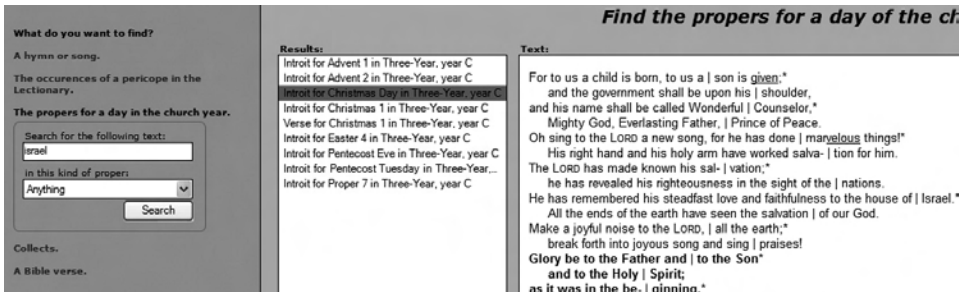 Find the propers for a day of the ch
What do you want to find?
A hymn or song.
The occurences of a pericope in the
Lectionary.
The propers for a day in the church year.
Search for the following text:
israel
in this kind of proper:
Anything
Search
Collects.
A Bible verse.
Results:
Introit for Advent 1 in Three-Year, year C
Introit for Advent 2 in Three-Year, year C
Introit for Christmas Day in Three-Year, year C
Introit for Christmas 1 in Three-Year, year C
Verse for Christmas 1 in Three-Year, year C
Introit for Easter 4 in Three-Year, year C
Introit for Pentecost Eve in Three-Year, year C
Introit for Pentecost Tuesday in Three-Year,...
Introit for Proper 7 in Three-Year, year C
Text:
For to us a child is born, to us a | son is given;*
and the government shall be upon his | shoulder,
and his name shall be called Wonderful | Counselor,*
Mighty God, Everlasting Father, | Prince of Peace.
Oh sing to the LORD a new song, for he has done | marvelous things!*
His right hand and his holy arm have worked salva- | tion for him.
The LORD has made known his sal- | vation;*
he has revealed his righteousness in the sight of the | nations.
He has remembered his steadfast love and faithfulness to the house of | Israel.*
All the ends of the earth have seen the salvation | of our God.
Make a joyful noise to the LORD, | all the earth;*
break forth into joyous song and sing | praises!
Glory be to the Father and | to the Son*
and to the Holy | Spirit;
as it was in the be- | ginning,*